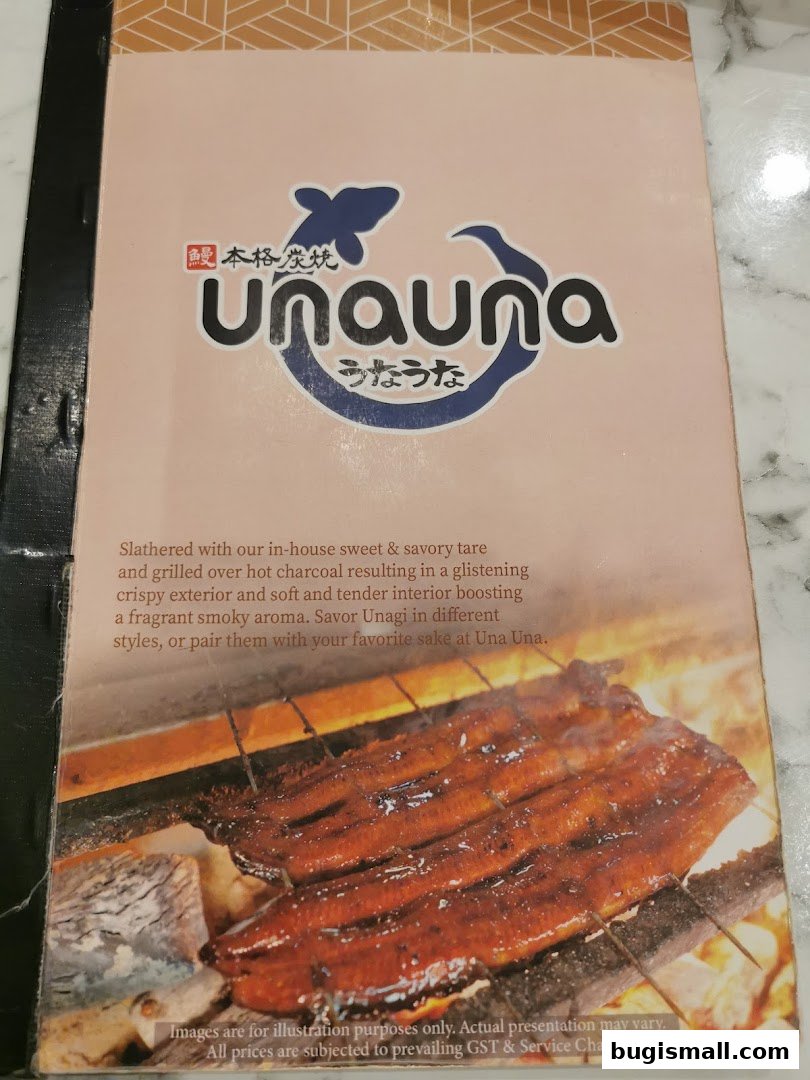 鰻 本格炭焼
unauna
うなうな
Slathered with our in-house sweet & savory tare
and grilled over hot charcoal resulting in a glistening
crispy exterior and soft and tender interior boosting
a fragrant smoky aroma. Savor Unagi in different
styles, or pair them with your favorite sake at Una Una.
Images are for illustration purposes only. Actual presentation may vary.
All prices are subjected to prevailing GST & Service
bugismall.com